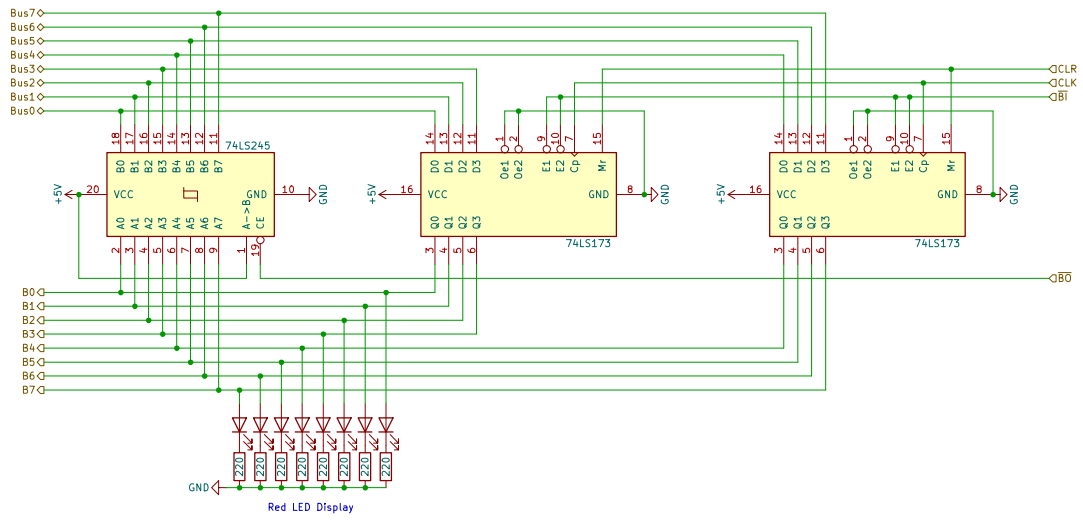 Bus7
Bus6
Bus5
Bus4
Bus3
Bus2
Bus1
Bus0
CLR
CLK
BI
18 17 16 15 14 13 12 11
74LS245
B0 B1 B2 B3 B4 B5 B6 B7
+5V 20 VCC GND 10 GND
A0 A1 A2 A3 A4 A5 A6 A7 A->B CE
2 3 4 5 6 7 8 9 1 19
14 13 12 11 1 2 9 10 7 15
D0 D1 D2 D3 Oe1 Oe2 E1 E2 Cp Mr
+5V 16 VCC GND 8 GND
Q0 Q1 Q2 Q3
74LS173
3 4 5 6
14 13 12 11 1 2 9 10 7 15
D0 D1 D2 D3 Oe1 Oe2 E1 E2 Cp Mr
+5V 16 VCC GND 8 GND
Q0 Q1 Q2 Q3
74LS173
3 4 5 6
BO
B0
B1
B2
B3
B4
B5
B6
B7
220 220 220 220 220 220 220 220
GND
Red LED Display